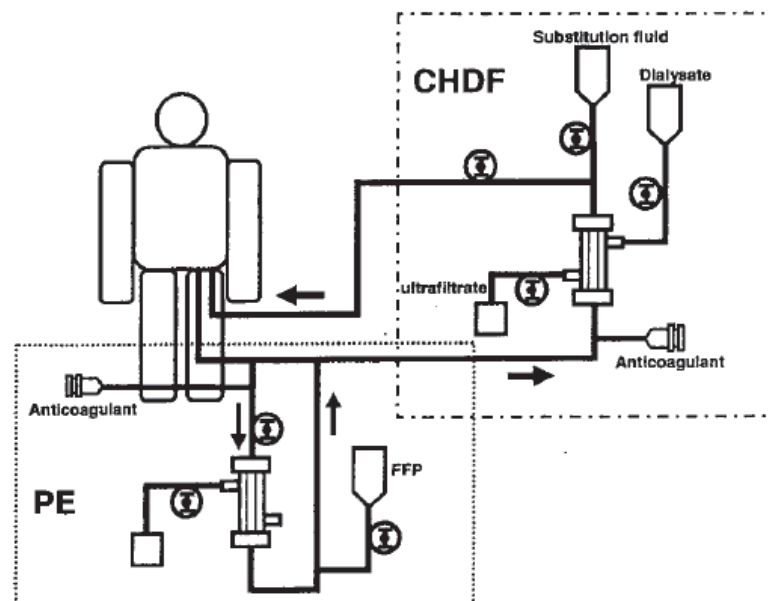 Substitution fluid
CHDF
Dialysate
ultrafiltrate
Anticoagulant
Anticoagulant
FFP
PE